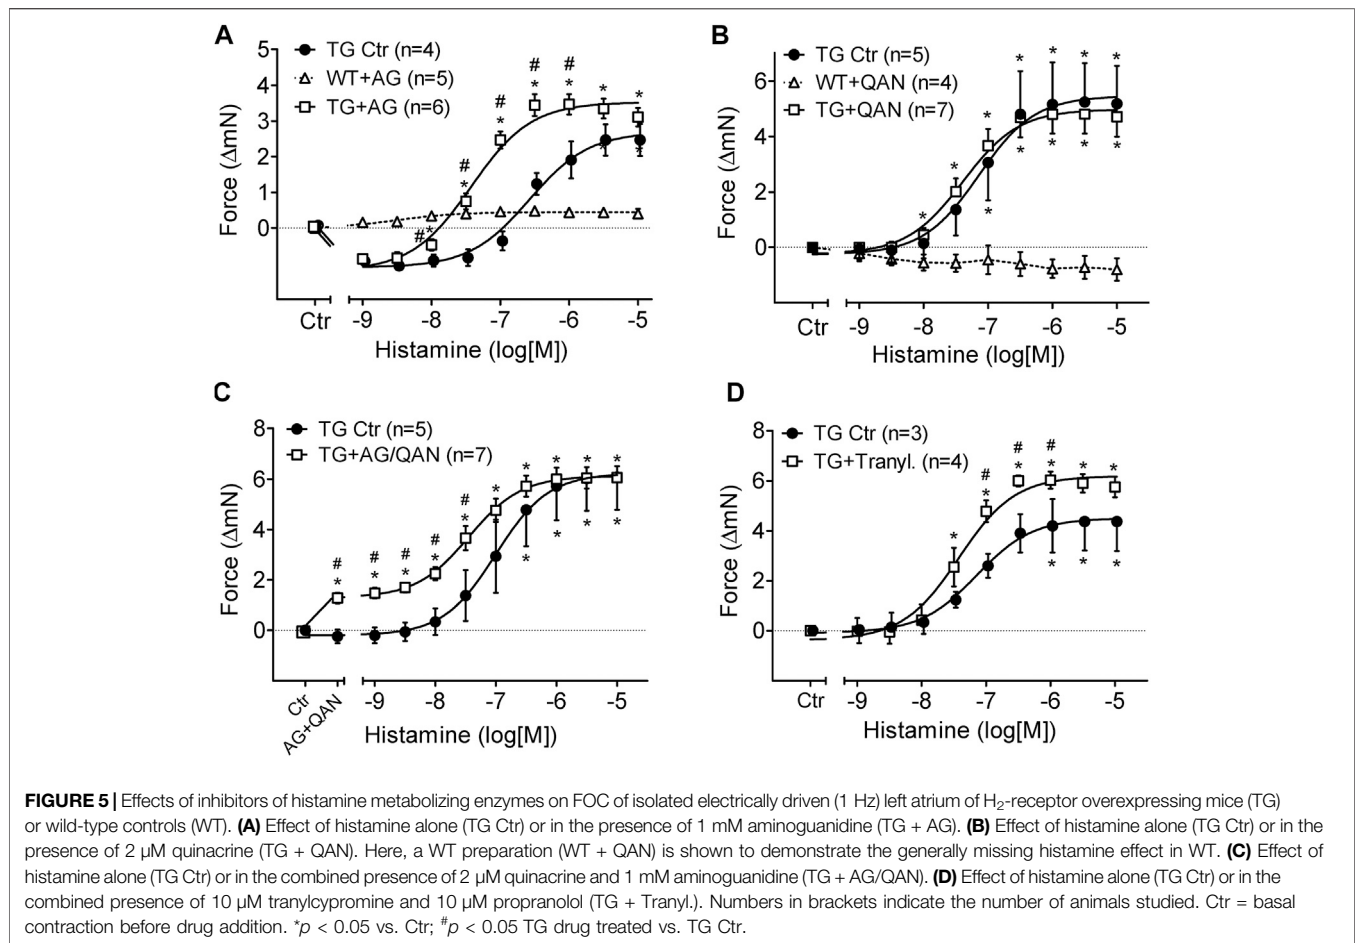 A
TG Ctr (n=4)
WT+AG (n=5)
TG+AG (n=6)
Force (ΔmN)
5
4
3
2
1
0
# # # # # #
* * * * * * * * *
Ctr
-9 -8 -7 -6 -5
Histamine (log[M])
B
TG Ctr (n=5)
WT+QAN (n=4)
TG+QAN (n=7)
Force (ΔmN)
6
4
2
0
* * * * * * * * * * * * *
Ctr
-9 -8 -7 -6 -5
Histamine (log[M])
C
TG Ctr (n=5)
TG+AG/QAN (n=7)
Force (ΔmN)
8
6
4
2
0
# # # # #
* * * * * * * * * * * * * *
Ctr
AG+QAN
-9 -8 -7 -6 -5
Histamine (log[M])
D
TG Ctr (n=3)
TG+Tranyl. (n=4)
Force (ΔmN)
8
6
4
2
0
# # #
* * * * * * * * *
Ctr
-9 -8 -7 -6 -5
Histamine (log[M])
FIGURE 5 | Effects of inhibitors of histamine metabolizing enzymes on FOC of isolated electrically driven (1 Hz) left atrium of H₂-receptor overexpressing mice (TG)
or wild-type controls (WT). (A) Effect of histamine alone (TG Ctr) or in the presence of 1 mM aminoguanidine (TG + AG). (B) Effect of histamine alone (TG Ctr) or in the
presence of 2 μM quinacrine (TG + QAN). Here, a WT preparation (WT + QAN) is shown to demonstrate the generally missing histamine effect in WT. (C) Effect of
histamine alone (TG Ctr) or in the combined presence of 2 μM quinacrine and 1 mM aminoguanidine (TG + AG/QAN). (D) Effect of histamine alone (TG Ctr) or in the
combined presence of 10 μM tranylcypromine and 10 μM propranolol (TG + Tranyl.). Numbers in brackets indicate the number of animals studied. Ctr = basal
contraction before drug addition. *p < 0.05 vs. Ctr; #p < 0.05 TG drug treated vs. TG Ctr.